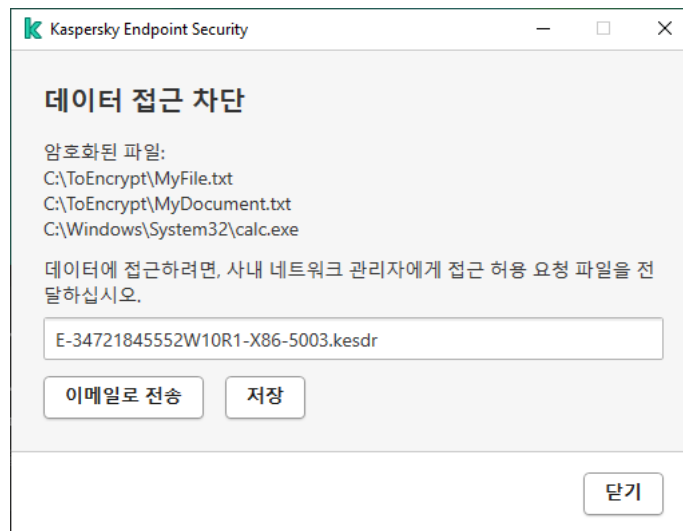 Kaspersky Endpoint Security
데이터 접근 차단
암호화된 파일:
C:\ToEncrypt\MyFile.txt
C:\ToEncrypt\MyDocument.txt
C:\Windows\System32\calc.exe
데이터에 접근하려면, 사내 네트워크 관리자에게 접근 허용 요청 파일을 전
달하십시오.
E-34721845552W10R1-X86-5003.kesdr
이메일로 전송 저장
닫기